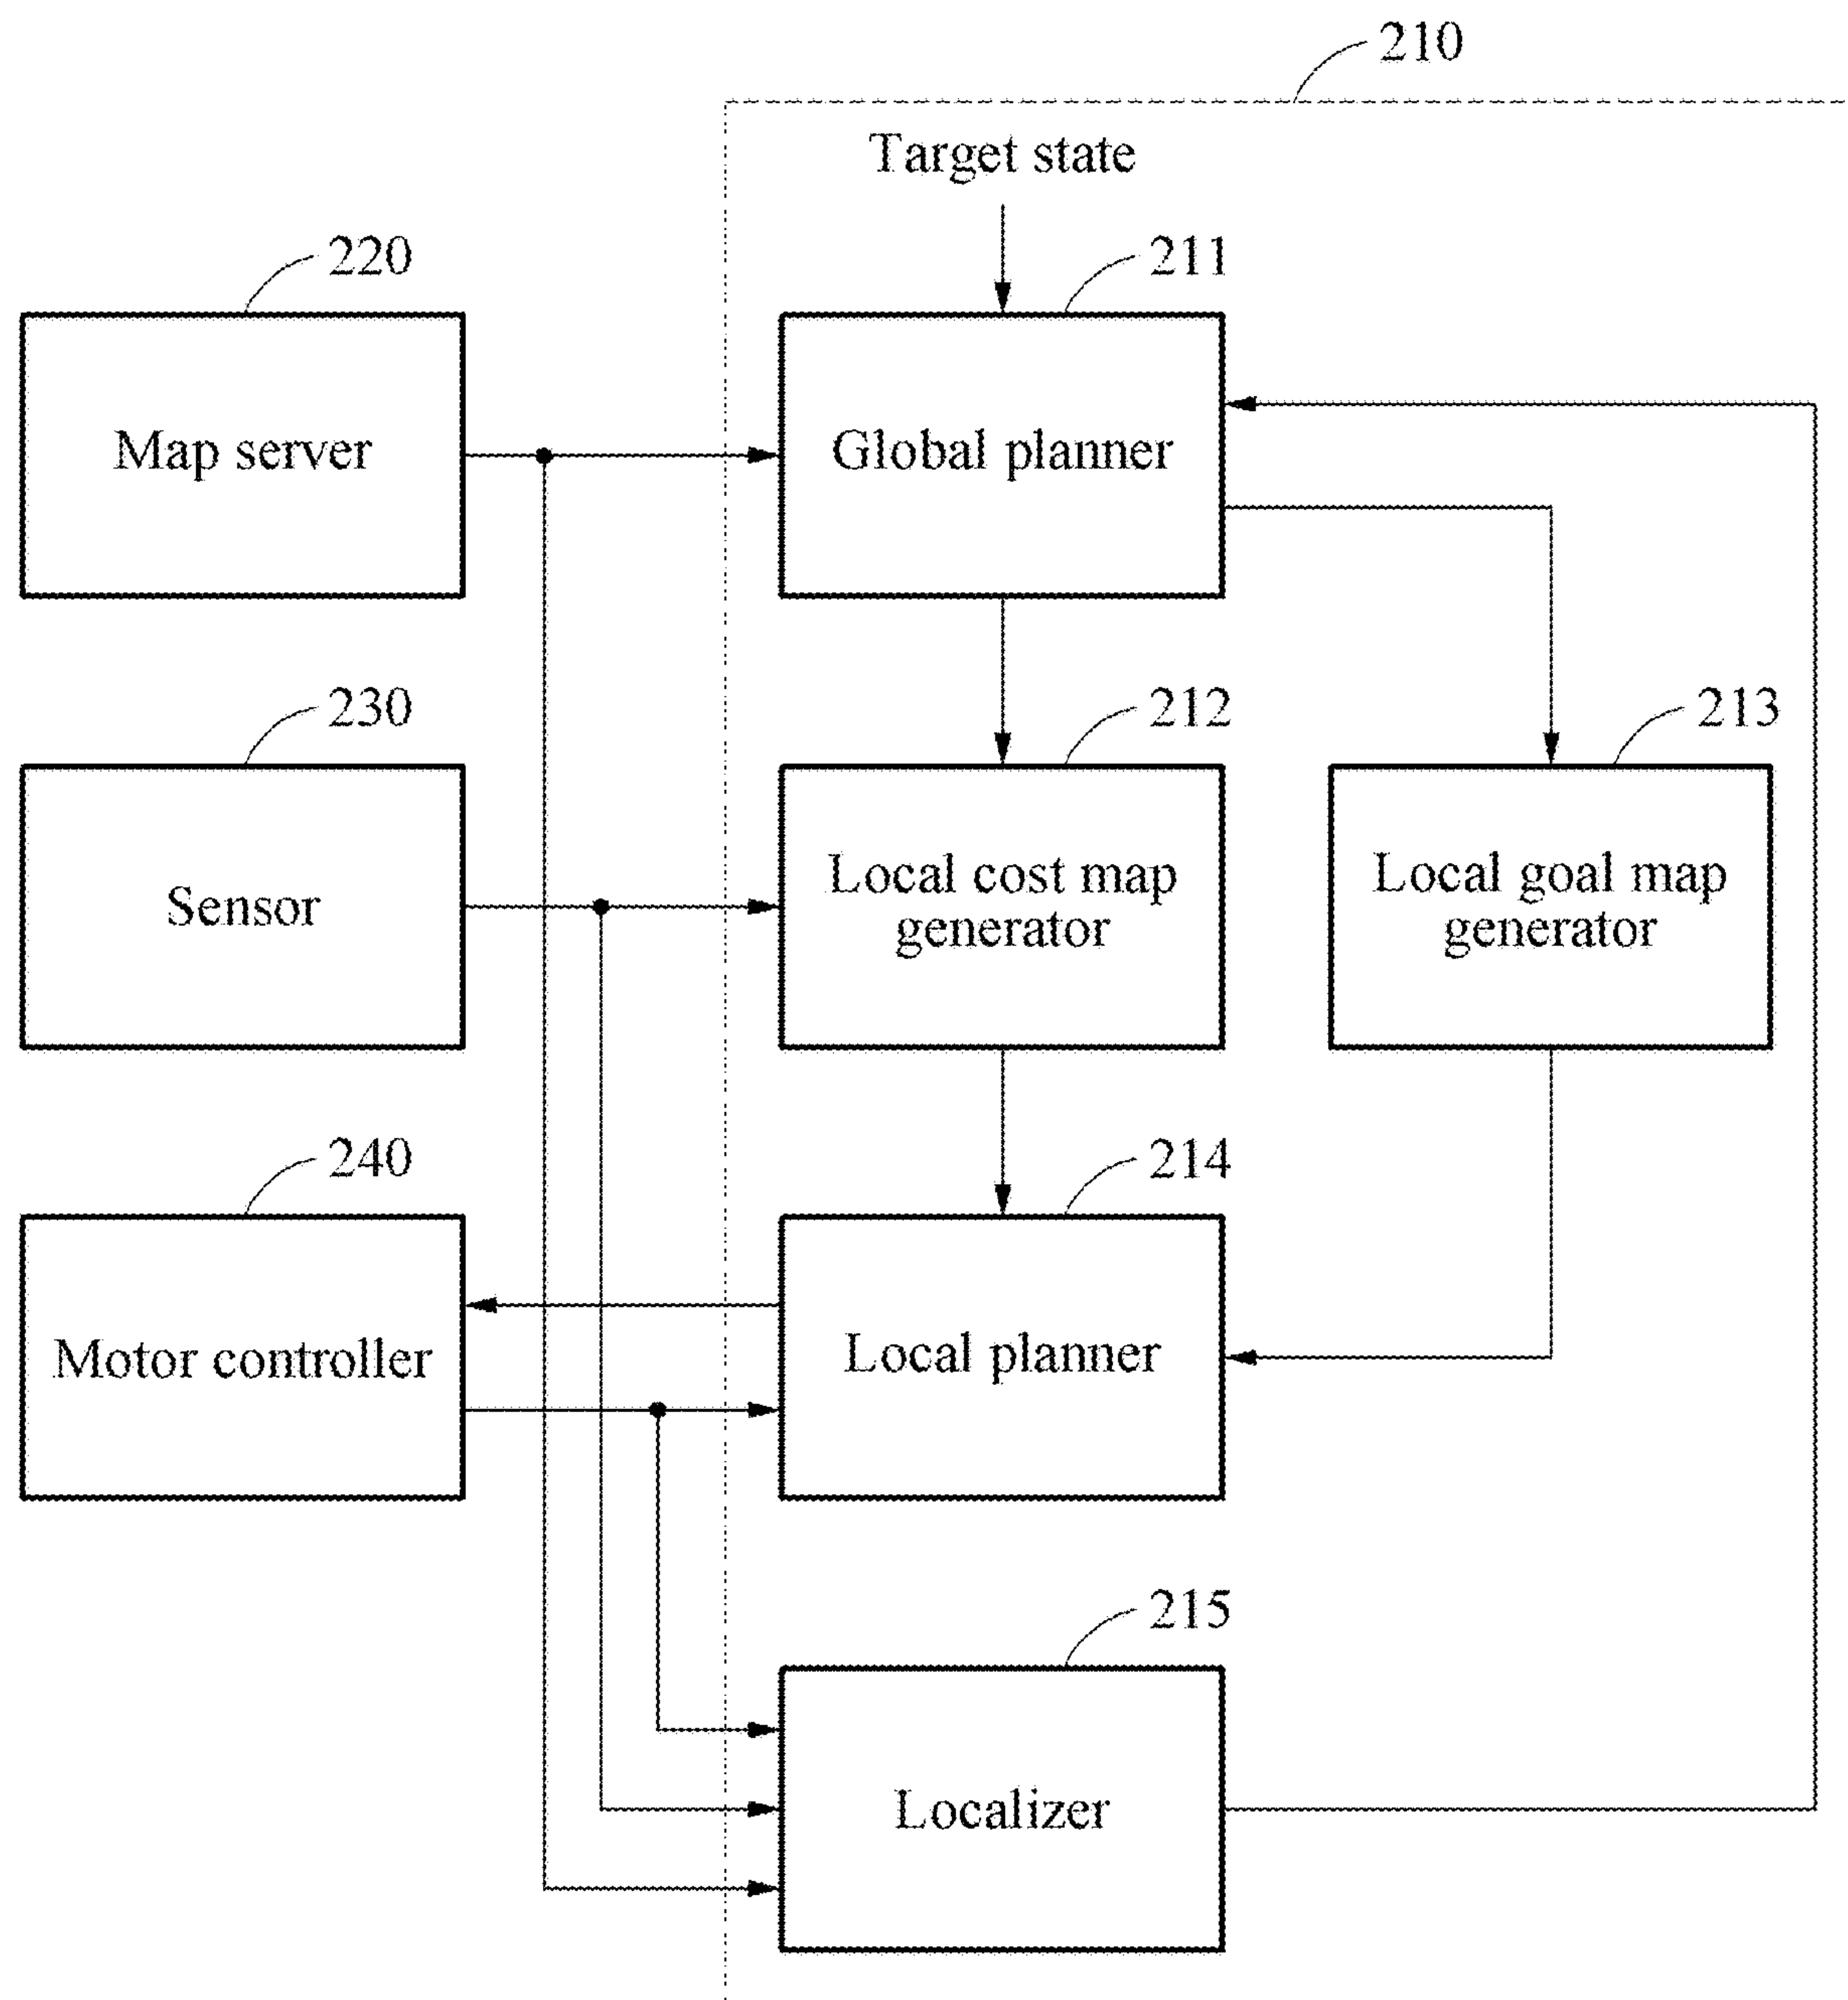 210
Target state
220
211
Map server
Global planner
230
212
213
Sensor
Local cost map
generator
Local goal map
generator
240
214
Motor controller
Local planner
215
Localizer